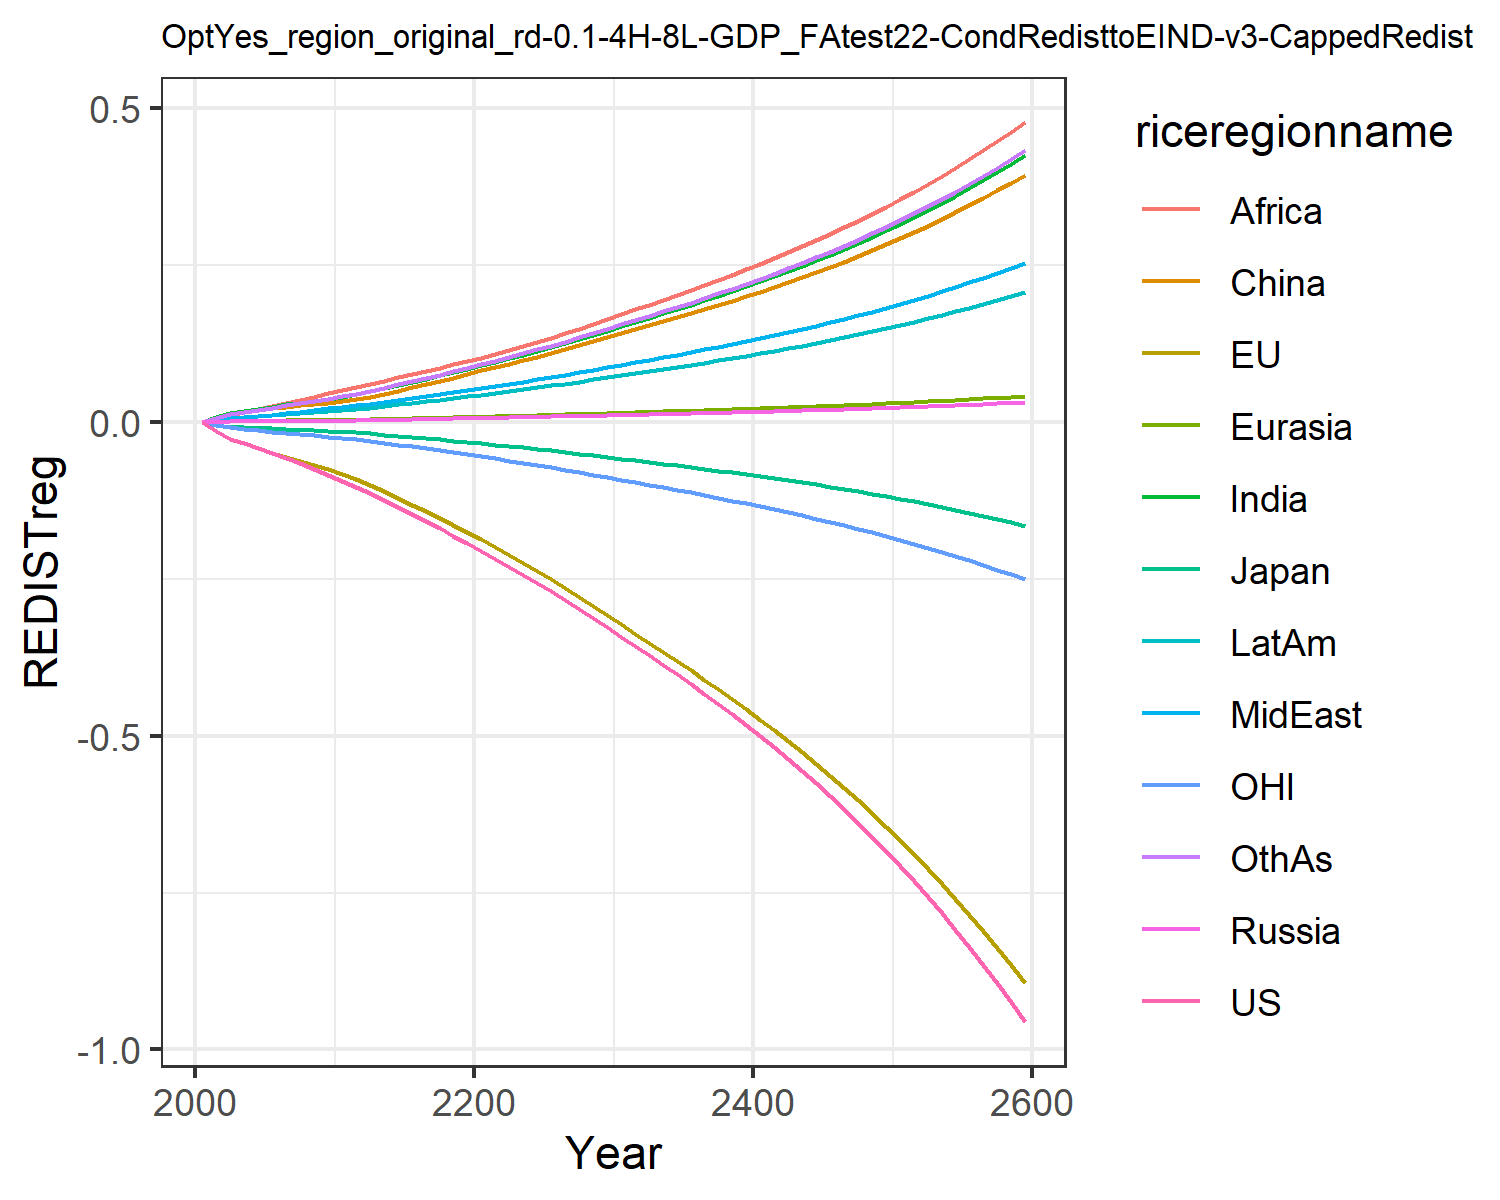 OptYes_region_original_rd-0.1-4H-8L-GDP_FAtest22-CondRedisttoEIND-v3-CappedRedist
0.5
0.0
-0.5
-1.0
REDISTreg
2000
2200
2400
2600
Year
riceregionname
Africa
China
EU
Eurasia
India
Japan
LatAm
MidEast
OHI
OthAs
Russia
US